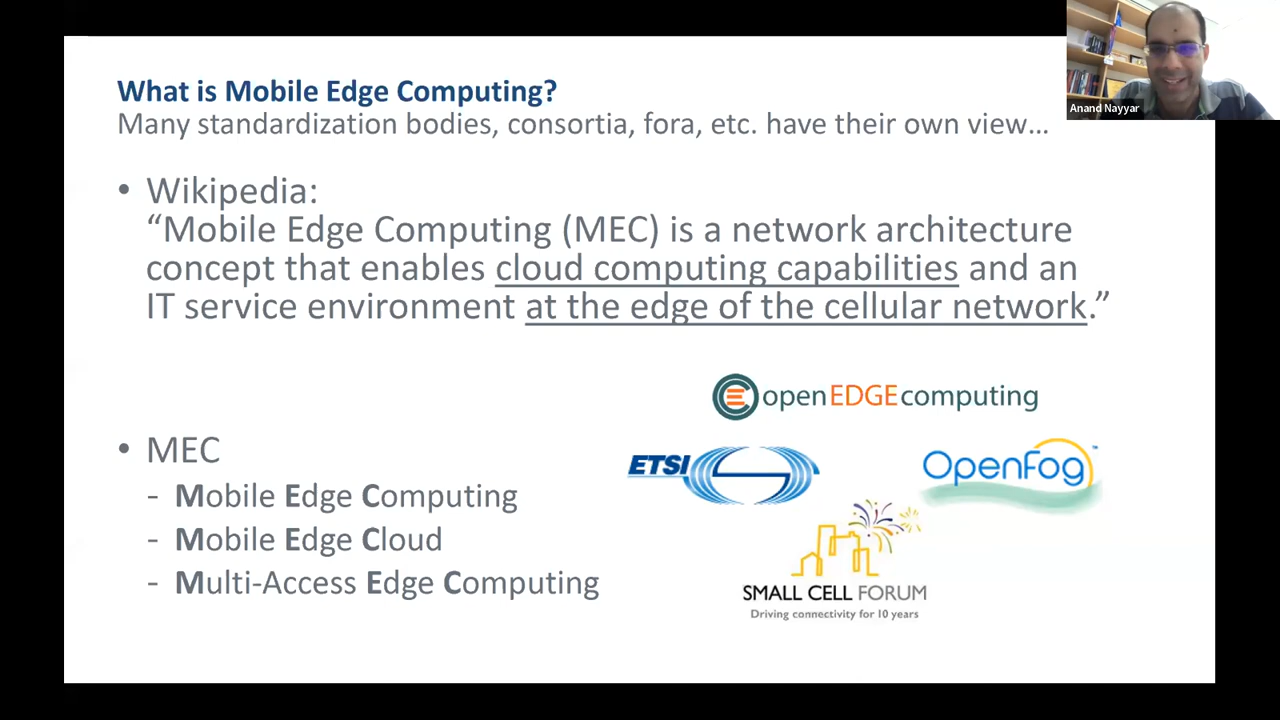 What is Mobile Edge Computing?
Many standardization bodies, consortia, fora, etc. have their own view…
Anand Nayyar
• Wikipedia:
“Mobile Edge Computing (MEC) is a network architecture
concept that enables cloud computing capabilities and an
IT service environment at the edge of the cellular network.”
openEDGEcomputing
• MEC
ETSI
OpenFog™
- Mobile Edge Computing
- Mobile Edge Cloud
- Multi-Access Edge Computing
SMALL CELL FORUM
Driving connectivity for 10 years